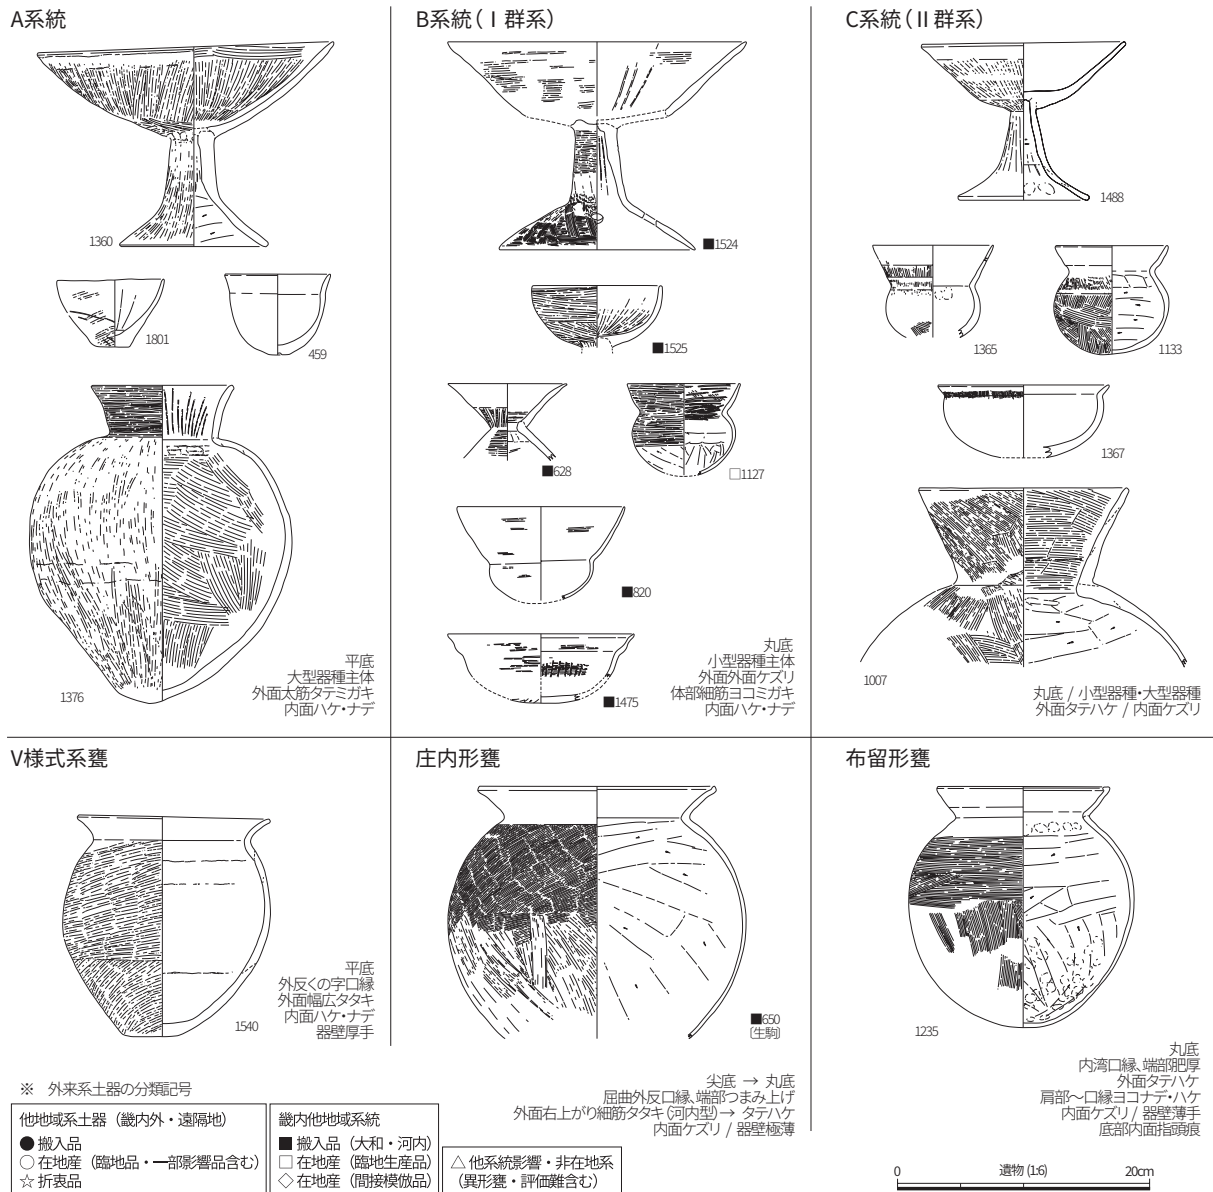 A系統
1360
1801
459
1376
平底
大型器種主体
外面太筋タテミガキ
内面ハケ・ナデ
B系統(Ⅰ群系)
■1524
■1525
■628
□1127
■820
■1475
丸底
小型器種主体
外面外面ケズリ
体部細筋ヨコミガキ
内面ハケ・ナデ
C系統(Ⅱ群系)
1488
1365
1133
1367
1007
丸底 / 小型器種・大型器種
外面タテハケ / 内面ケズリ
V様式系甕
1540
平底
外反くの字口縁
外面幅広タタキ
内面ハケ・ナデ
器壁厚手
庄内形甕
■650
〔生駒〕
尖底 → 丸底
屈曲外反口縁、端部つまみ上げ
外面右上がり細筋タタキ(河内型)→ タテハケ
内面ケズリ / 器壁極薄
布留形甕
1235
丸底
内湾口縁、端部肥厚
外面タテハケ
肩部〜口縁ヨコナデ・ハケ
内面ケズリ / 器壁薄手
底部内面指頭痕
※ 外来系土器の分類記号
他地域系土器(畿内外・遠隔地)
●搬入品
○在地産(臨地品・一部影響品含む)
☆折衷品
畿内他地域系統
■搬入品(大和・河内)
□在地産(臨地生産品)
◇在地産(間接模倣品)
△他系統影響・非在地系
(異形甕・評価難含む)
0 遺物(1:6) 20cm